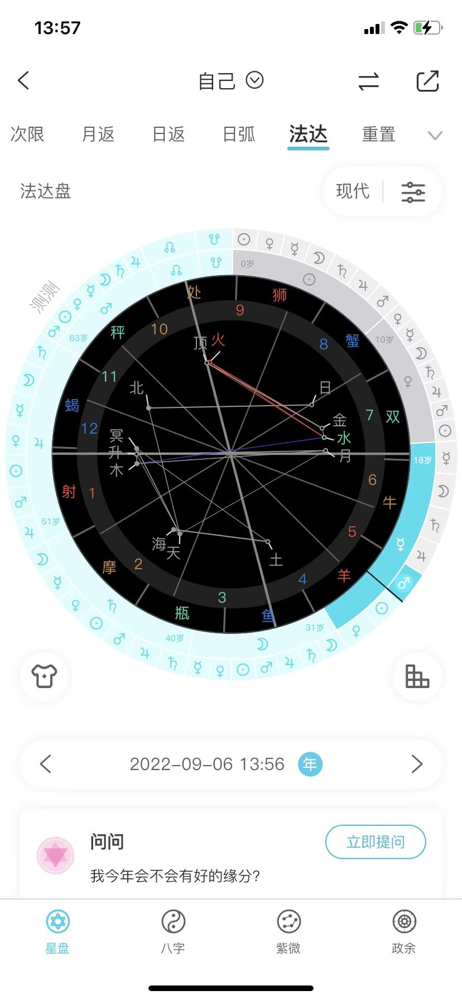 13:57
自己
次限 月返 日返 日弧 法达 重置
法达盘
现代
测测
0岁
10岁
18岁
31岁
40岁
51岁
63岁
处 狮 蟹 双 牛 羊 鱼 瓶 摩 射 蝎 秤
9 8 7 6 5 4 3 2 1 12 11 10
顶 火
北
日
金
水
月
冥
升
木
海
天
土
2022-09-06 13:56 年
问问
立即提问
我今年会不会有好的缘分?
星盘 八字 紫微 政余